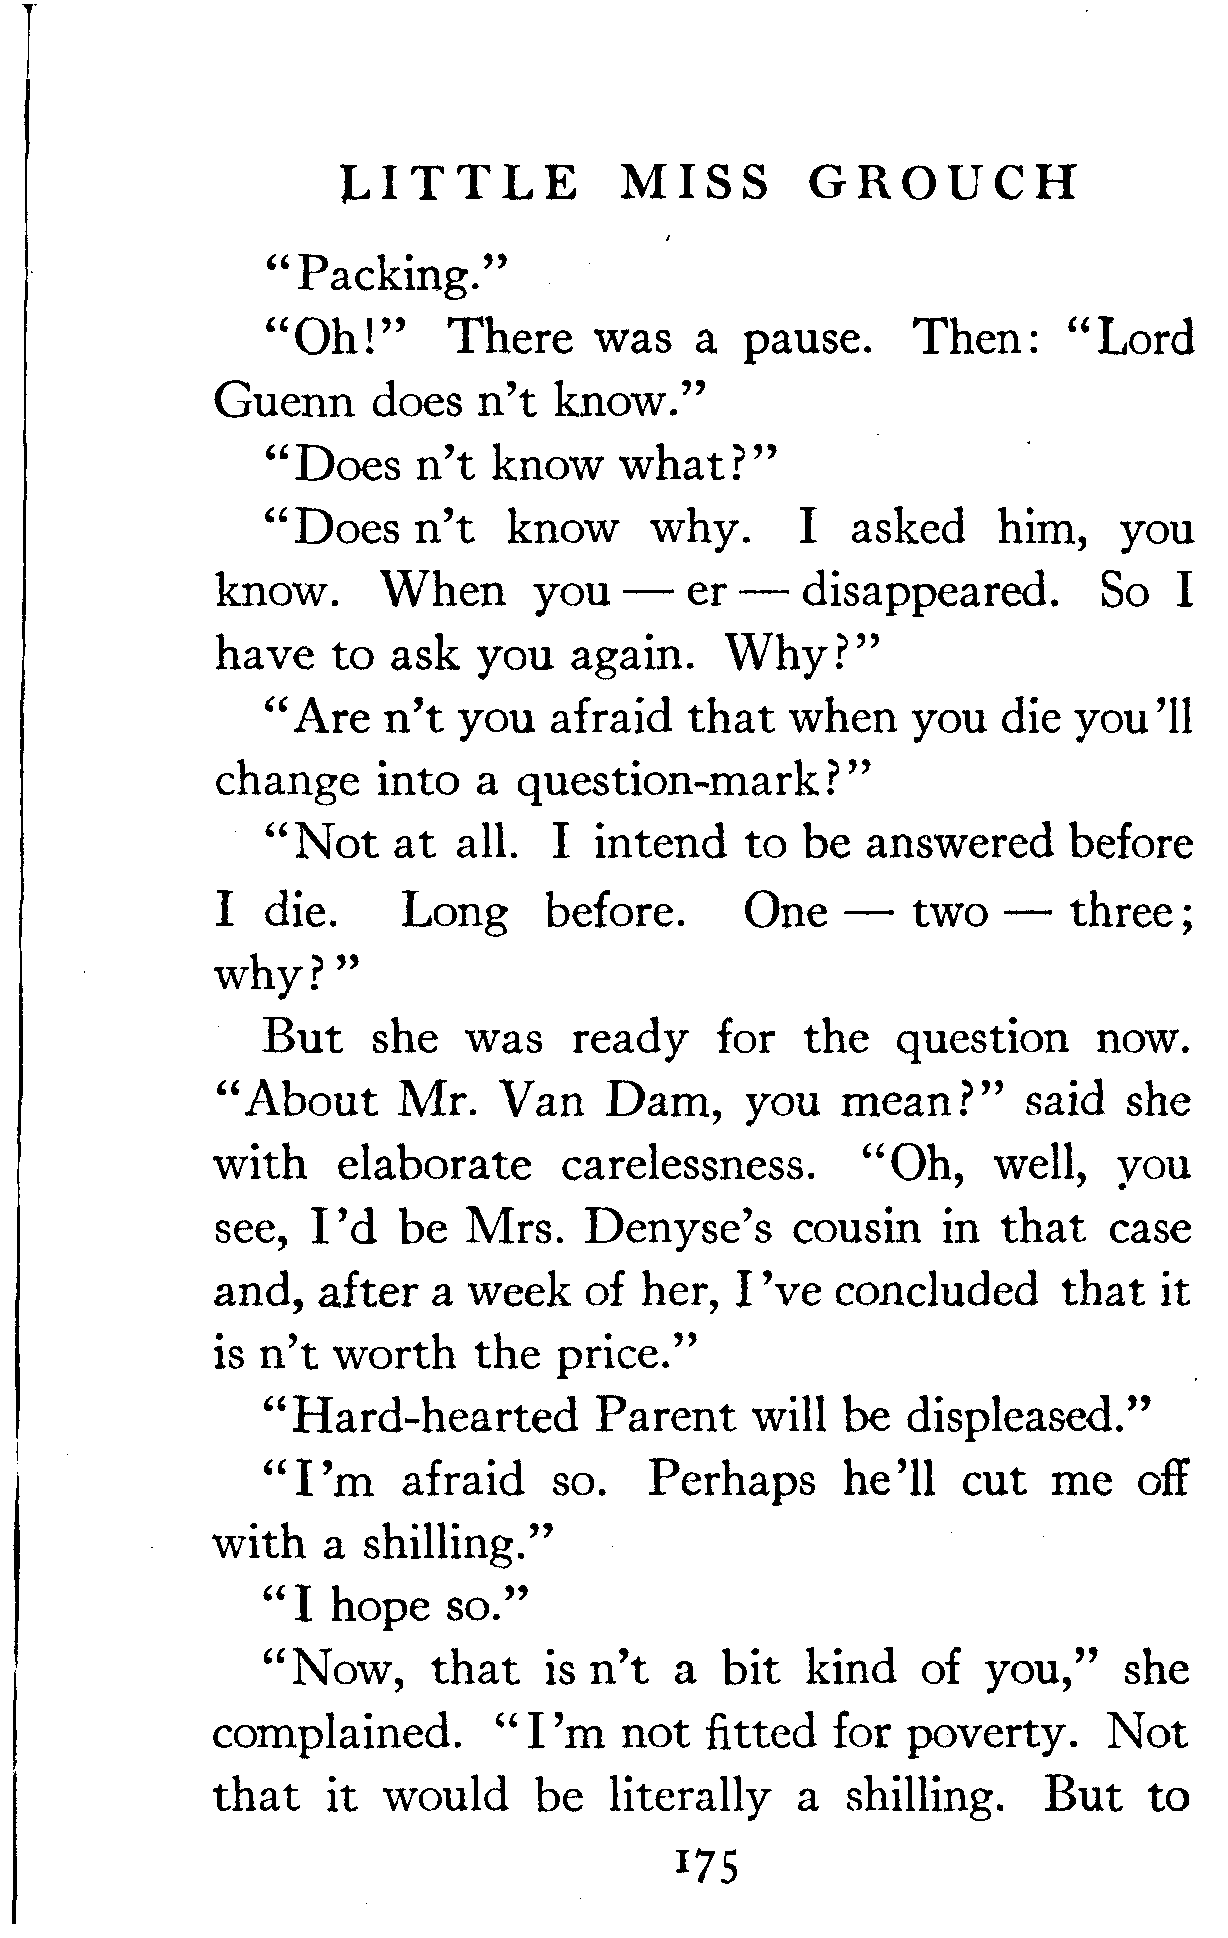 LITTLE MISS GROUCH
“Packing.”
“Oh!” There was a pause. Then: “Lord
Guenn does n’t know.”
“Does n’t know what?”
“Does n’t know why. I asked him, you
know. When you — er — disappeared. So I
have to ask you again. Why?”
“Are n’t you afraid that when you die you ’ll
change into a question-mark?”
“Not at all. I intend to be answered before
I die. Long before. One — two — three;
why?”
But she was ready for the question now.
“About Mr. Van Dam, you mean?” said she
with elaborate carelessness. “Oh, well, you
see, I ’d be Mrs. Denyse’s cousin in that case
and, after a week of her, I ’ve concluded that it
is n’t worth the price.”
“Hard-hearted Parent will be displeased.”
“I ’m afraid so. Perhaps he ’ll cut me off
with a shilling.”
“I hope so.”
“Now, that is n’t a bit kind of you,” she
complained. “I ’m not fitted for poverty. Not
that it would be literally a shilling. But to
175